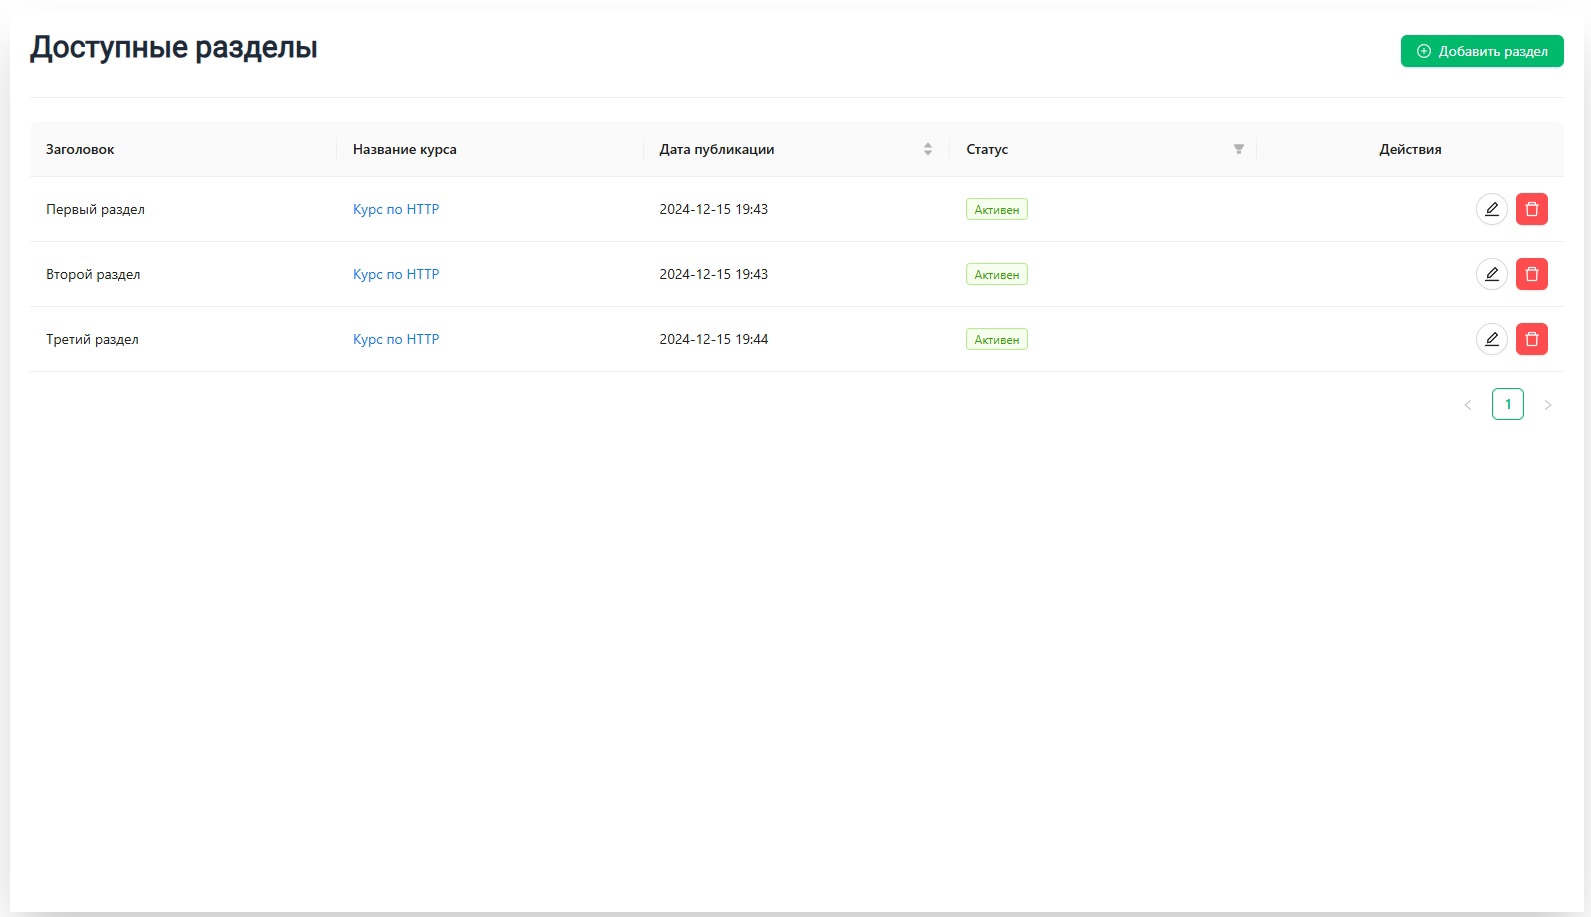 Доступные разделы
Добавить раздел
Заголовок Название курса Дата публикации Статус Действия
Первый раздел Курс по HTTP 2024-12-15 19:43 Активен
Второй раздел Курс по HTTP 2024-12-15 19:43 Активен
Третий раздел Курс по HTTP 2024-12-15 19:44 Активен
1